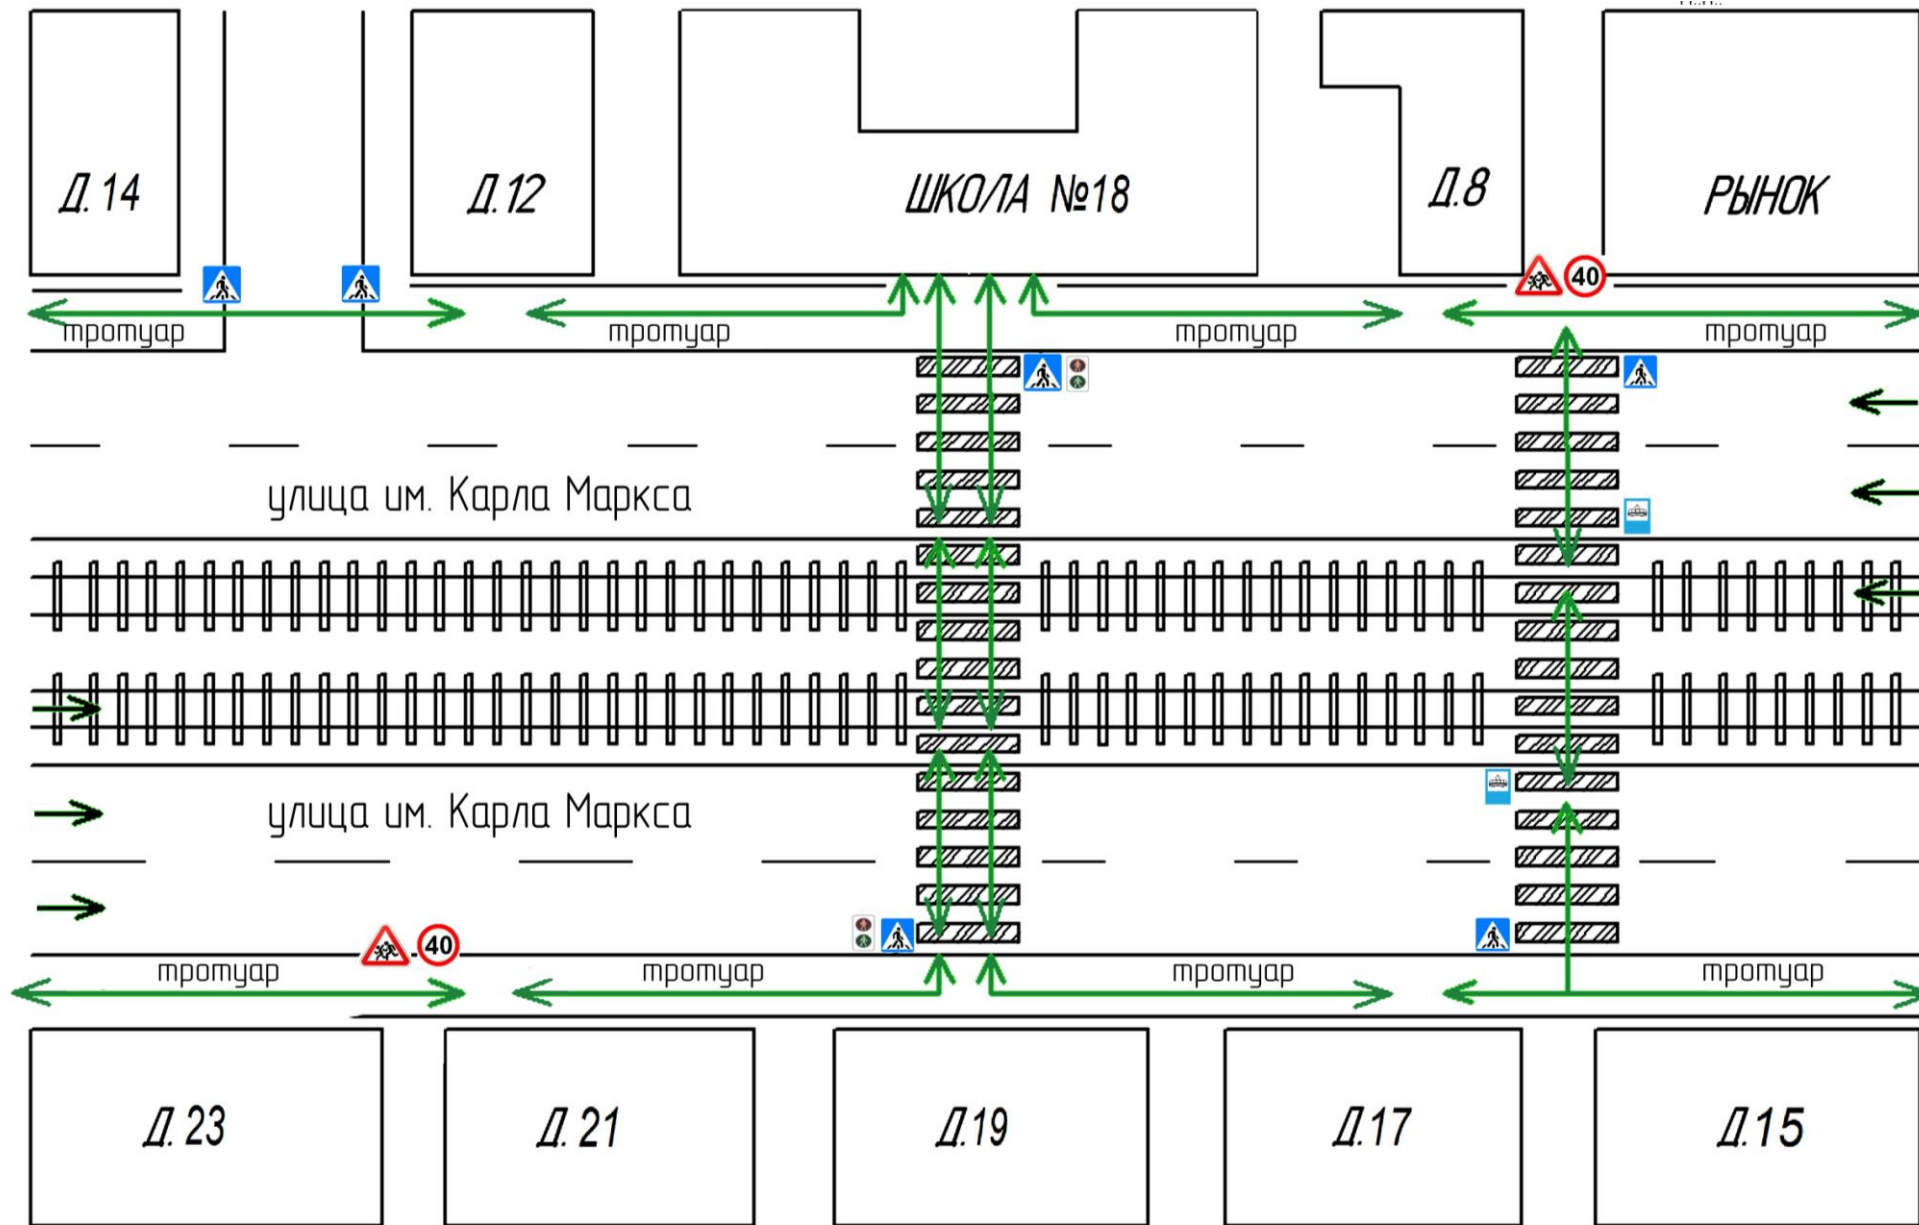 Д. 14
Д.12
ШКОЛА №18
Д.8
РЫНОК
40
тротуар
тротуар
тротуар
тротуар
улица им. Карла Маркса
улица им. Карла Маркса
40
тротуар
тротуар
тротуар
тротуар
Д. 23
Д. 21
Д.19
Д.17
Д.15